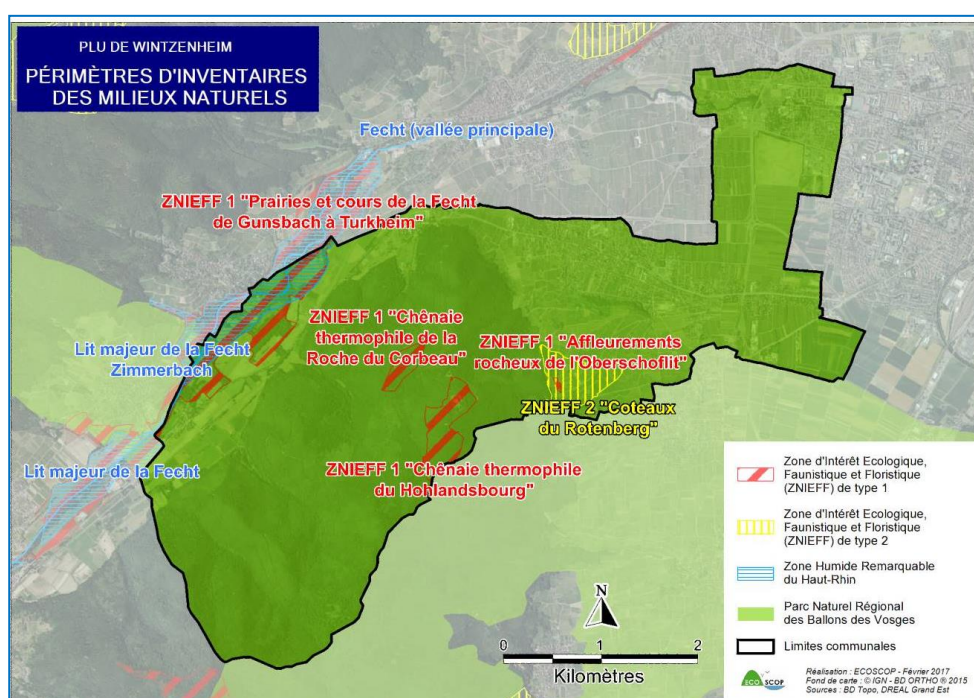 PLU DE WINTZENHEIM
PÉRIMÈTRES D'INVENTAIRES
DES MILIEUX NATURELS
Fecht (vallée principale)
ZNIEFF 1 "Prairies et cours de la Fecht
de Gunsbach à Turkheim"
ZNIEFF 1 "Chênaie
thermophile de la
Roche du Corbeau"
ZNIEFF 1 "Affleurements
rocheux de l'Oberschoflit"
Lit majeur de la Fecht
Zimmerbach
ZNIEFF 2 "Coteaux
du Rotenberg"
Lit majeur de la Fecht
ZNIEFF 1 "Chênaie thermophile
du Hohlandsbourg"
Zone d'Intérêt Ecologique,
Faunistique et Floristique
(ZNIEFF) de type 1
Zone d'Intérêt Ecologique,
Faunistique et Floristique
(ZNIEFF) de type 2
Zone Humide Remarquable
du Haut-Rhin
Parc Naturel Régional
des Ballons des Vosges
Limites communales
N
0 1 2
Kilomètres
ECOSCOP
Réalisation : ECOSCOP - Février 2017
Fond de carte : © IGN - BD ORTHO ® 2015
Sources : BD Topo, DREAL Grand Est